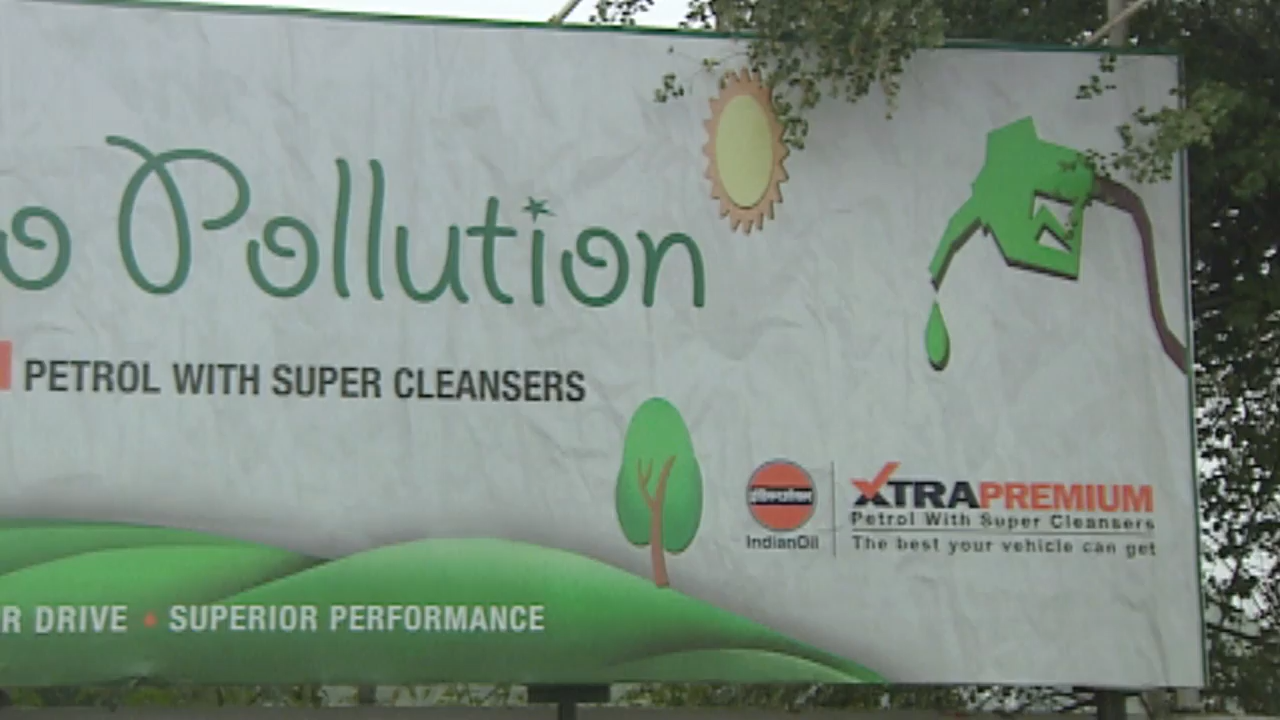 o Pollution
PETROL WITH SUPER CLEANSERS
इंडियनऑयल
IndianOil
XTRAPREMIUM
Petrol With Super Cleansers
The best your vehicle can get
R DRIVE • SUPERIOR PERFORMANCE